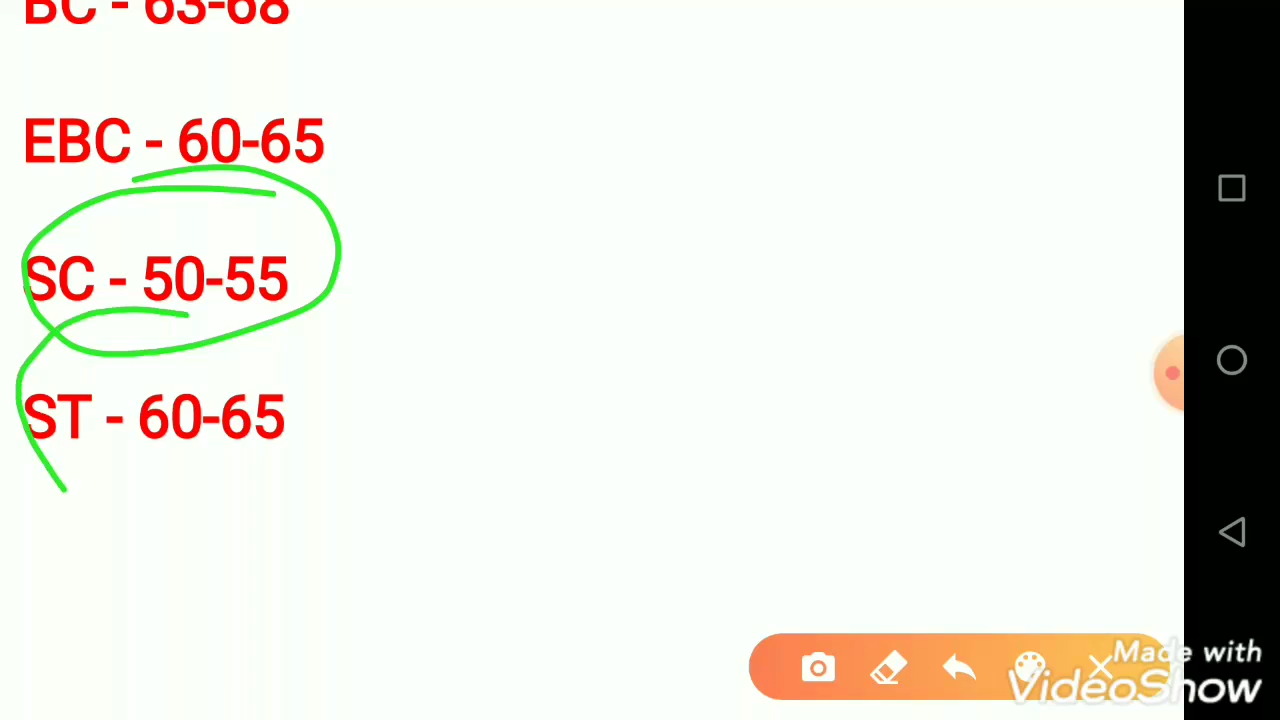 BC - 63-68
EBC - 60-65
SC - 50-55
ST - 60-65
Made with
VideoShow